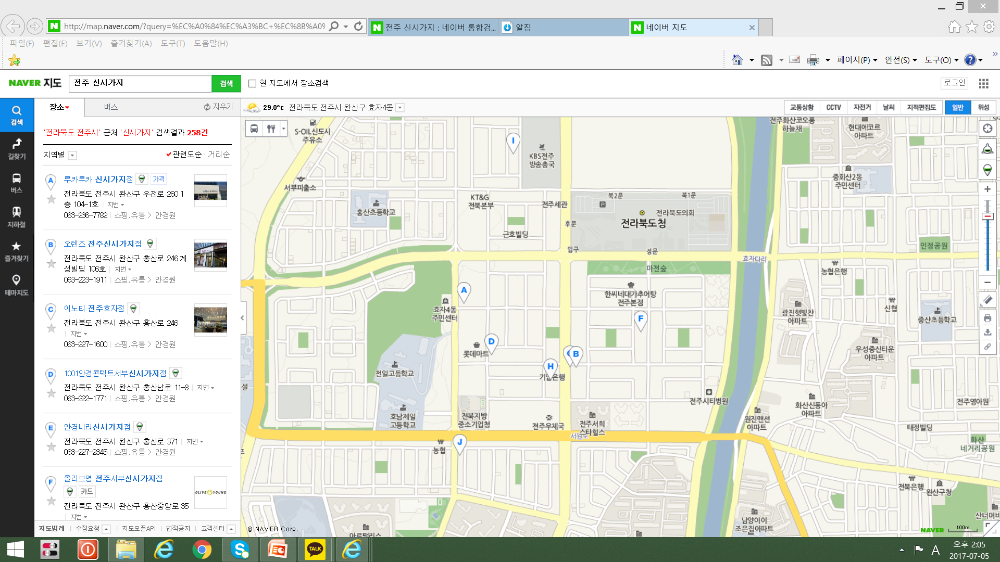 http://map.naver.com/?query=%EC%A0%84%EC%A3%BC+%EC%8B%A0%
전주 신시가지 : 네이버 통합검...
알집
네이버 지도
파일(F) 편집(E) 보기(V) 즐겨찾기(A) 도구(T) 도움말(H)
페이지(P) 안전(S) 도구(O)
NAVER 지도
전주 신시가지
검색
현 지도에서 장소검색
로그인
검색
길찾기
버스
지하철
즐겨찾기
테마지도
장소
버스
지우기
'전라북도 전주시' 근처 '신시가지' 검색결과 258건
지역별
관련도순 거리순
A
루카루카 신시가지점 가격
전라북도 전주시 완산구 우전로 260 1
층 104-1호 지번
063-236-7782 쇼핑,유통 > 안경원
B
오렌즈 전주신시가지점
전라북도 전주시 완산구 홍산로 246 계
성빌딩 106호 지번
063-223-1911 쇼핑,유통 > 안경원
C
이노티 전주효자점
전라북도 전주시 완산구 홍산로 246
지번
063-227-1600 쇼핑,유통 > 안경원
D
1001안경콘택트서부신시가지점
전라북도 전주시 완산구 홍산남로 11-8 지번
063-222-1771 쇼핑,유통 > 안경원
E
안경나라신시가지점
전라북도 전주시 완산구 홍산로 371 지번
063-227-2345 쇼핑,유통 > 안경원
F
올리브영 전주서부신시가지점
카드
OLIVE YOUNG
전라북도 전주시 완산구 홍산중앙로 35
지번
지도범례 수정요청 지도오픈API 법적공지 고객센터
29.0°c 전라북도 전주시 완산구 효자4동
교통상황 CCTV 자전거 날씨 지적편집도 일반 위성
S-OIL신도시
주유소
I
KBS전주
방송총국
전주화산코오롱
하늘채
현대에코르
아파트
서부피출소
KT&G
전북본부
전주세관
북2문
북1문
중화산2동
주민센터
홍산초등학교
전라북도의회
전라북도청
후문
근호빌딩
입구
정문
인정공원
효자다리
마전숲
농협은행
A
한씨네대가추어탕
전주본점
효자4동
주민센터
F
광진햇빛찬
아파트
신협
중산초등학교
D
롯데마트
B
H
기업은행
우성중산타운
아파트
전일고등학교
설
전주시티병원
화산신동아
아파트
전주영아원
호남제일
고등학교
전북지방
중소기업청
전주우체국
전주서희
스타힐스
서원로
원진맨션
아파트
태정빌딩
화산
네거리공원
농협
J
전북은행
완산구청
남양아이
조은집아파트
산너머비
아르팰리스
© NAVER Corp.
NAVER 100m
TALK
A
오후 2:05
2017-07-05